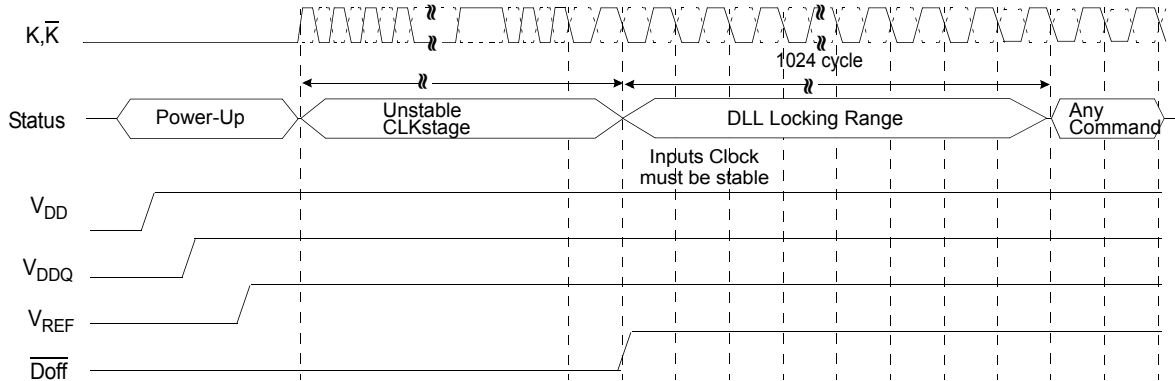 K,K̅
1024 cycle
Status
Power-Up
Unstable
CLKstage
DLL Locking Range
Any
Command
Inputs Clock
must be stable
VDD
VDDQ
VREF
D̅o̅f̅f̅